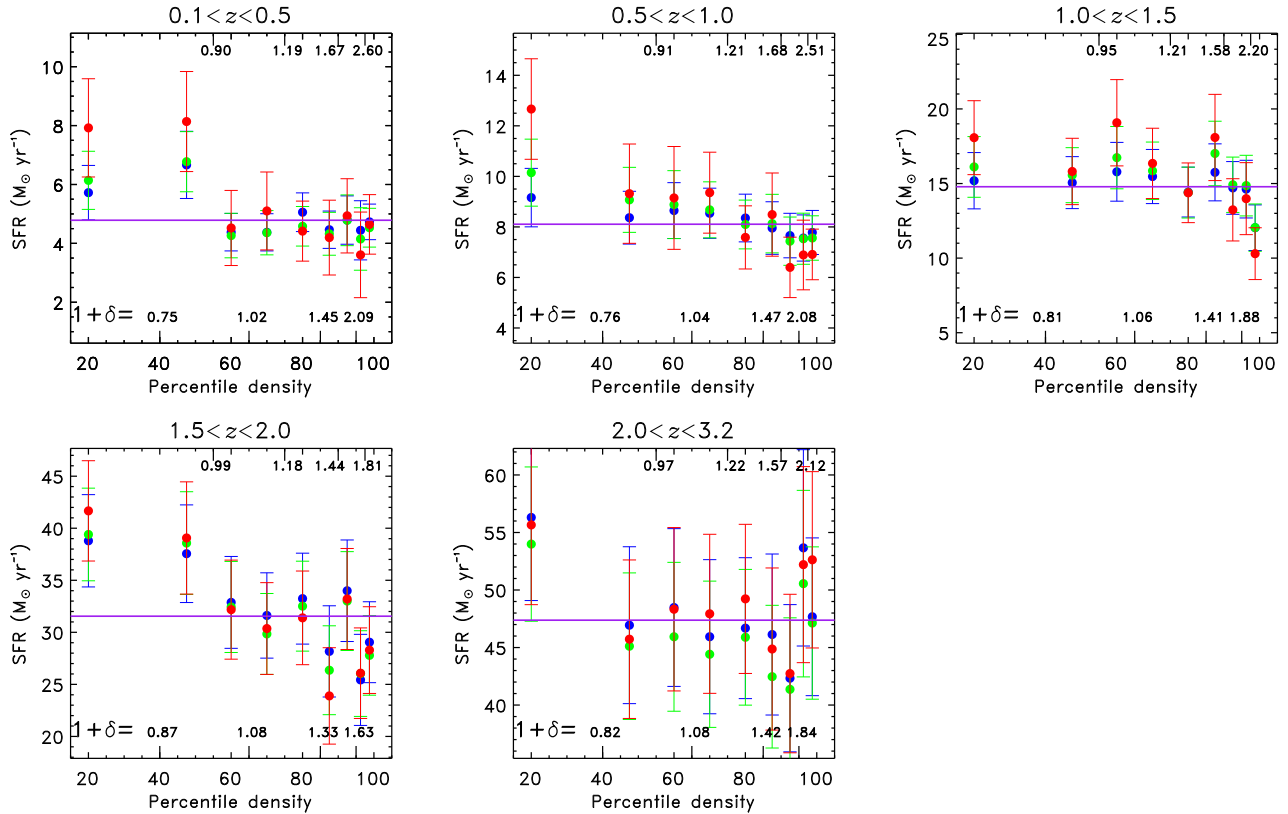 0.1<z<0.5
0.90 1.19 1.67 2.60
10
8
6
4
2
SFR (M☉ yr⁻¹)
1+δ= 0.75 1.02 1.45 2.09
20 40 60 80 100
Percentile density
0.5<z<1.0
0.91 1.21 1.68 2.51
14
12
10
8
6
4
SFR (M☉ yr⁻¹)
1+δ= 0.76 1.04 1.47 2.08
20 40 60 80 100
Percentile density
1.0<z<1.5
0.95 1.21 1.58 2.20
25
20
15
10
5
SFR (M☉ yr⁻¹)
1+δ= 0.81 1.06 1.41 1.88
20 40 60 80 100
Percentile density
1.5<z<2.0
0.99 1.18 1.44 1.81
45
40
35
30
25
20
SFR (M☉ yr⁻¹)
1+δ= 0.87 1.08 1.33 1.63
20 40 60 80 100
Percentile density
2.0<z<3.2
0.97 1.22 1.57 2.12
60
55
50
45
40
SFR (M☉ yr⁻¹)
1+δ= 0.82 1.08 1.42 1.84
20 40 60 80 100
Percentile density